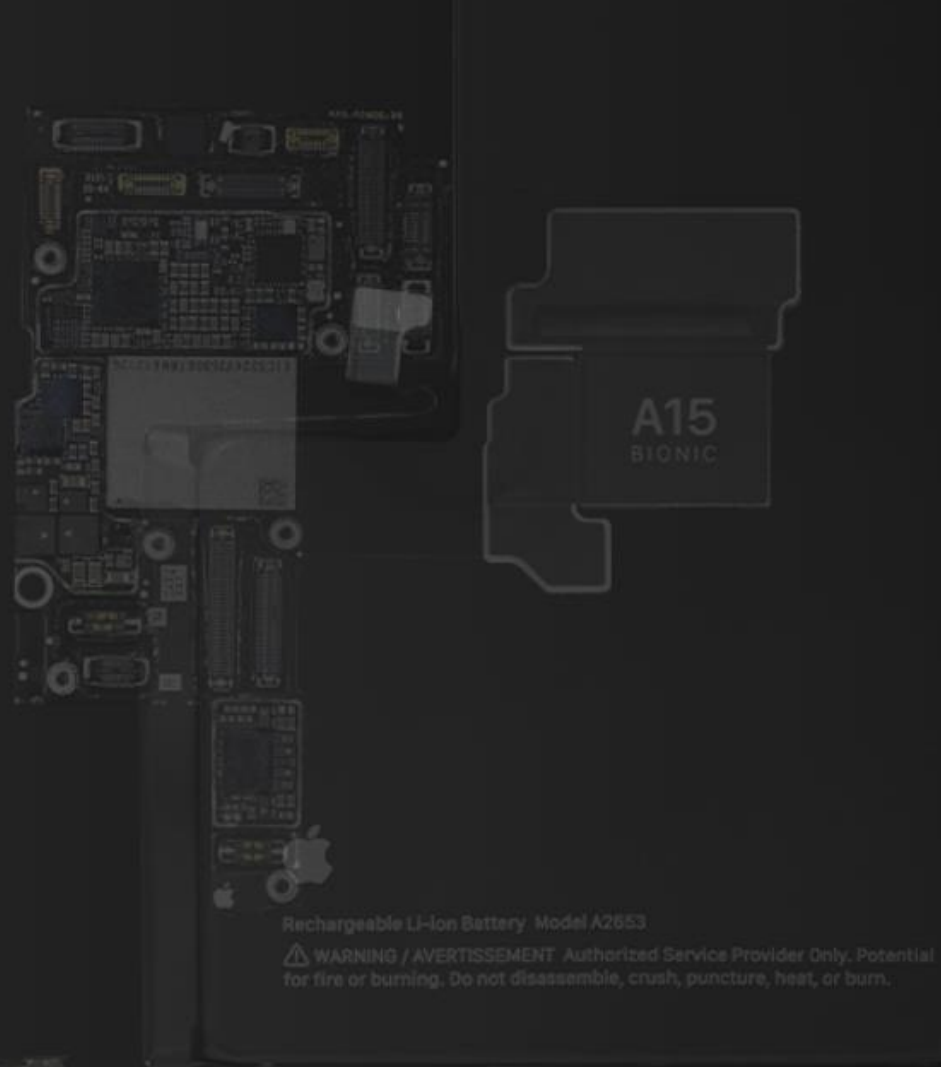 A15
BIONIC
Rechargeable Li-ion Battery Model A2653
WARNING / AVERTISSEMENT Authorized Service Provider Only. Potential
for fire or burning. Do not disassemble, crush, puncture, heat, or burn.